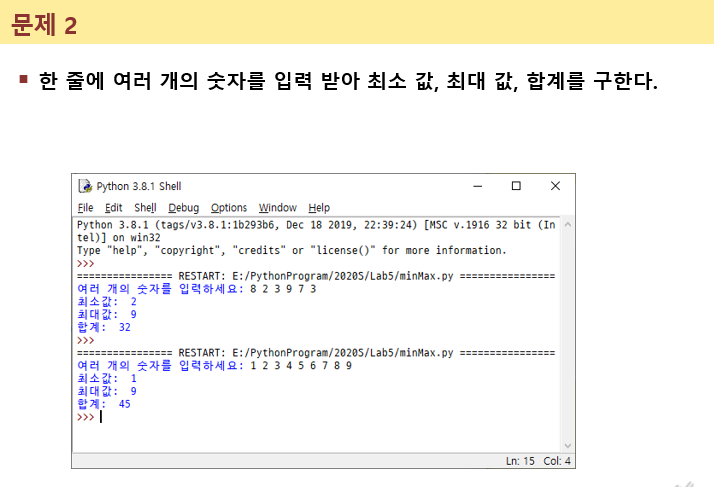 문제 2
한 줄에 여러 개의 숫자를 입력 받아 최소 값, 최대 값, 합계를 구한다.
Python 3.8.1 Shell
File Edit Shell Debug Options Window Help
Python 3.8.1 (tags/v3.8.1:1b293b6, Dec 18 2019, 22:39:24) [MSC v.1916 32 bit (In
tel)] on win32
Type "help", "copyright", "credits" or "license()" for more information.
>>>
================ RESTART: E:/PythonProgram/2020S/Lab5/minMax.py ================
여러 개의 숫자를 입력하세요: 8 2 3 9 7 3
최소값:  2
최대값:  9
합계:  32
>>>
================ RESTART: E:/PythonProgram/2020S/Lab5/minMax.py ================
여러 개의 숫자를 입력하세요: 1 2 3 4 5 6 7 8 9
최소값:  1
최대값:  9
합계:  45
>>>
Ln: 15 Col: 4